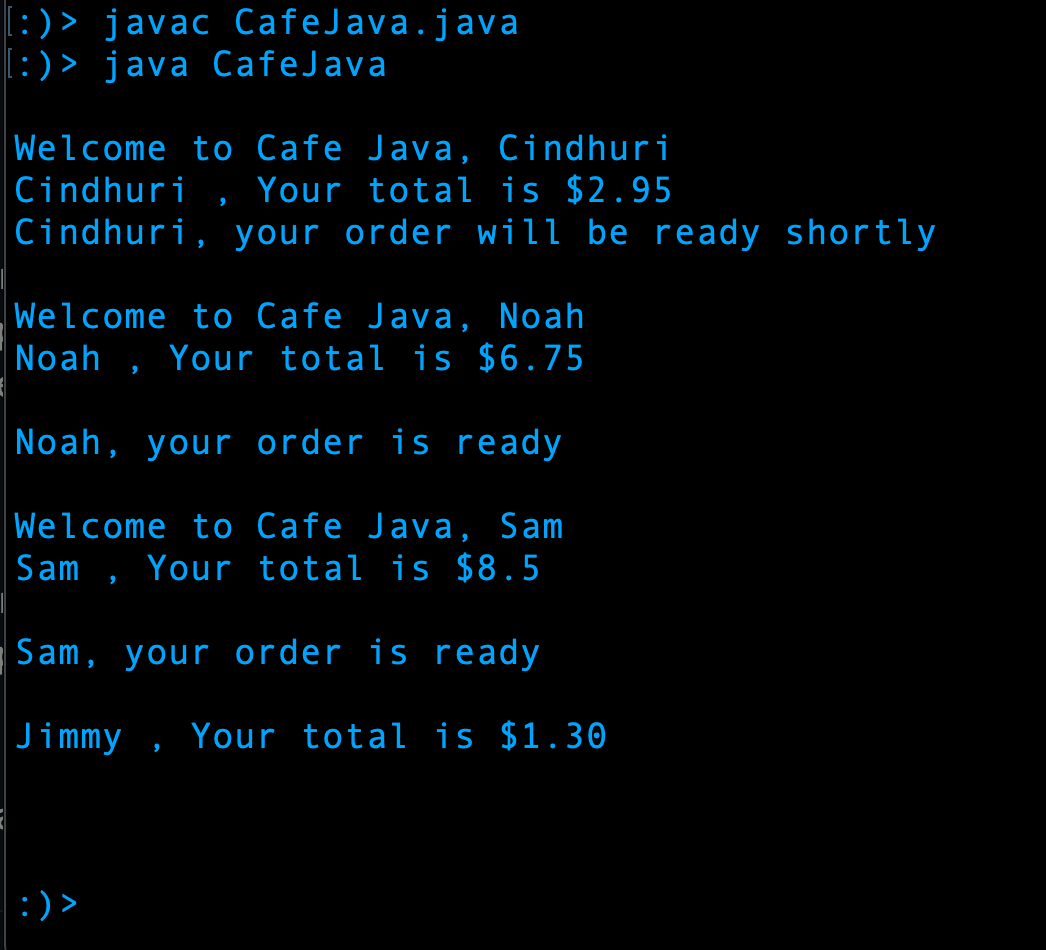 [:)> javac CafeJava.java
[:)> java CafeJava
Welcome to Cafe Java, Cindhuri
Cindhuri , Your total is $2.95
Cindhuri, your order will be ready shortly
Welcome to Cafe Java, Noah
Noah , Your total is $6.75
Noah, your order is ready
Welcome to Cafe Java, Sam
Sam , Your total is $8.5
Sam, your order is ready
Jimmy , Your total is $1.30
:)>